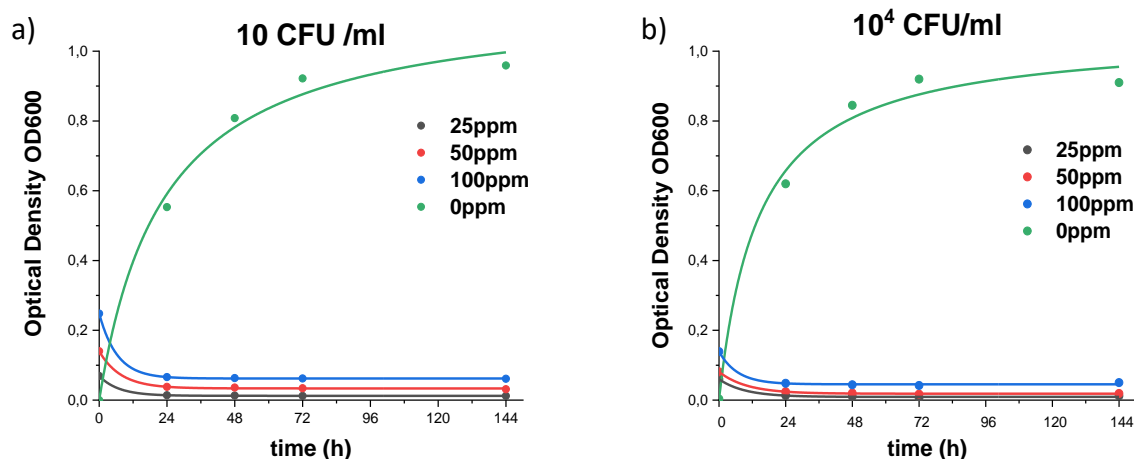 a)
10 CFU /ml
Optical Density OD600
1,0
0,8
0,6
0,4
0,2
0,0
25ppm
50ppm
100ppm
0ppm
0 24 48 72 96 120 144
time (h)
b)
10⁴ CFU/ml
Optical Density OD600
1,0
0,8
0,6
0,4
0,2
0,0
25ppm
50ppm
100ppm
0ppm
0 24 48 72 96 120 144
time (h)